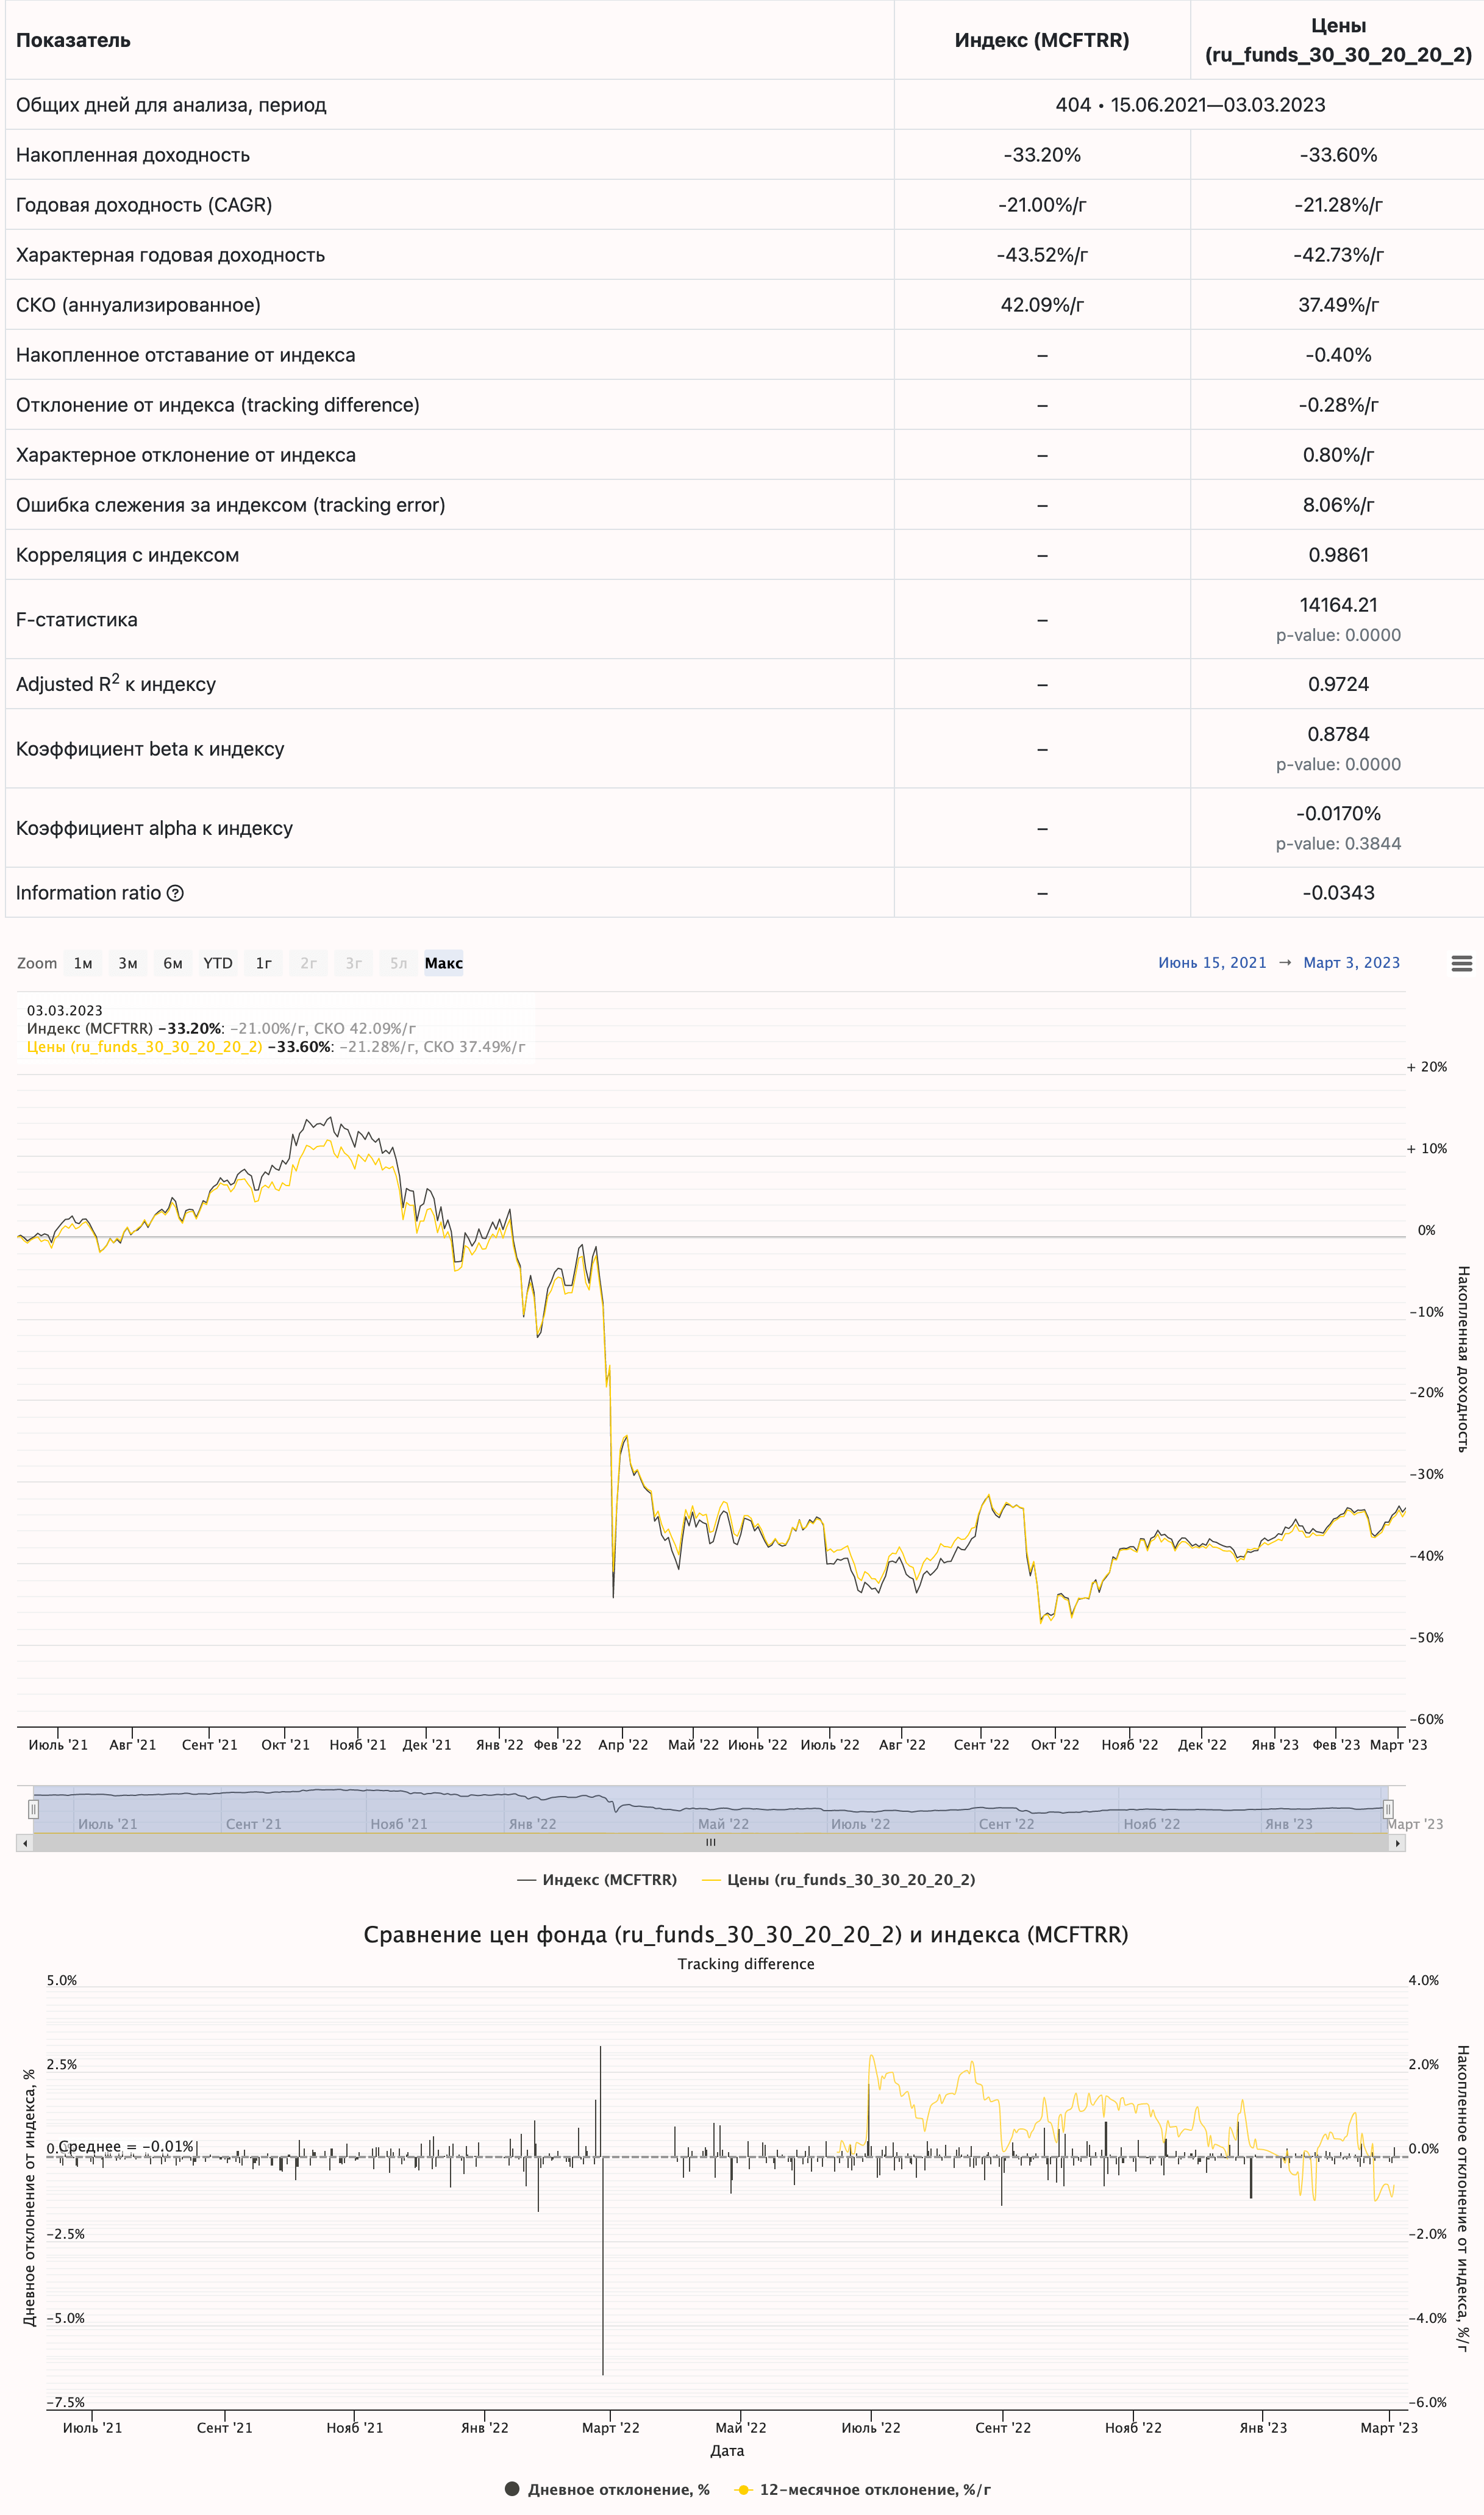 Показатель
Индекс (MCFTRR)
Цены
(ru_funds_30_30_20_20_2)
Общих дней для анализа, период
404 • 15.06.2021—03.03.2023
Накопленная доходность
-33.20%
-33.60%
Годовая доходность (CAGR)
-21.00%/г
-21.28%/г
Характерная годовая доходность
-43.52%/г
-42.73%/г
СКО (аннуализированное)
42.09%/г
37.49%/г
Накопленное отставание от индекса
–
-0.40%
Отклонение от индекса (tracking difference)
–
-0.28%/г
Характерное отклонение от индекса
–
0.80%/г
Ошибка слежения за индексом (tracking error)
–
8.06%/г
Корреляция с индексом
–
0.9861
F-статистика
–
14164.21
p-value: 0.0000
Adjusted R² к индексу
–
0.9724
Коэффициент beta к индексу
–
0.8784
p-value: 0.0000
Коэффициент alpha к индексу
–
-0.0170%
p-value: 0.3844
Information ratio ?
–
-0.0343
Zoom 1м 3м 6м YTD 1г 2г 3г 5л Макс
Июнь 15, 2021 → Март 3, 2023
03.03.2023
Индекс (MCFTRR) −33.20%: −21.00%/г, СКО 42.09%/г
Цены (ru_funds_30_30_20_20_2) −33.60%: −21.28%/г, СКО 37.49%/г
+ 20%
+ 10%
0%
−10%
−20%
−30%
−40%
−50%
−60%
Накопленная доходность
Июль '21 Авг '21 Сент '21 Окт '21 Нояб '21 Дек '21 Янв '22 Фев '22 Апр '22 Май '22 Июнь '22 Июль '22 Авг '22 Сент '22 Окт '22 Нояб '22 Дек '22 Янв '23 Фев '23 Март '23
Июль '21 Сент '21 Нояб '21 Янв '22 Май '22 Июль '22 Сент '22 Нояб '22 Янв '23 Март '23
Индекс (MCFTRR) Цены (ru_funds_30_30_20_20_2)
Сравнение цен фонда (ru_funds_30_30_20_20_2) и индекса (MCFTRR)
Tracking difference
5.0%
2.5%
0.0%
−2.5%
−5.0%
−7.5%
Дневное отклонение от индекса, %
Среднее = −0.01%
4.0%
2.0%
0.0%
−2.0%
−4.0%
−6.0%
Накопленное отклонение от индекса, %/г
Июль '21 Сент '21 Нояб '21 Янв '22 Март '22 Май '22 Июль '22 Сент '22 Нояб '22 Янв '23 Март '23
Дата
Дневное отклонение, % 12−месячное отклонение, %/г